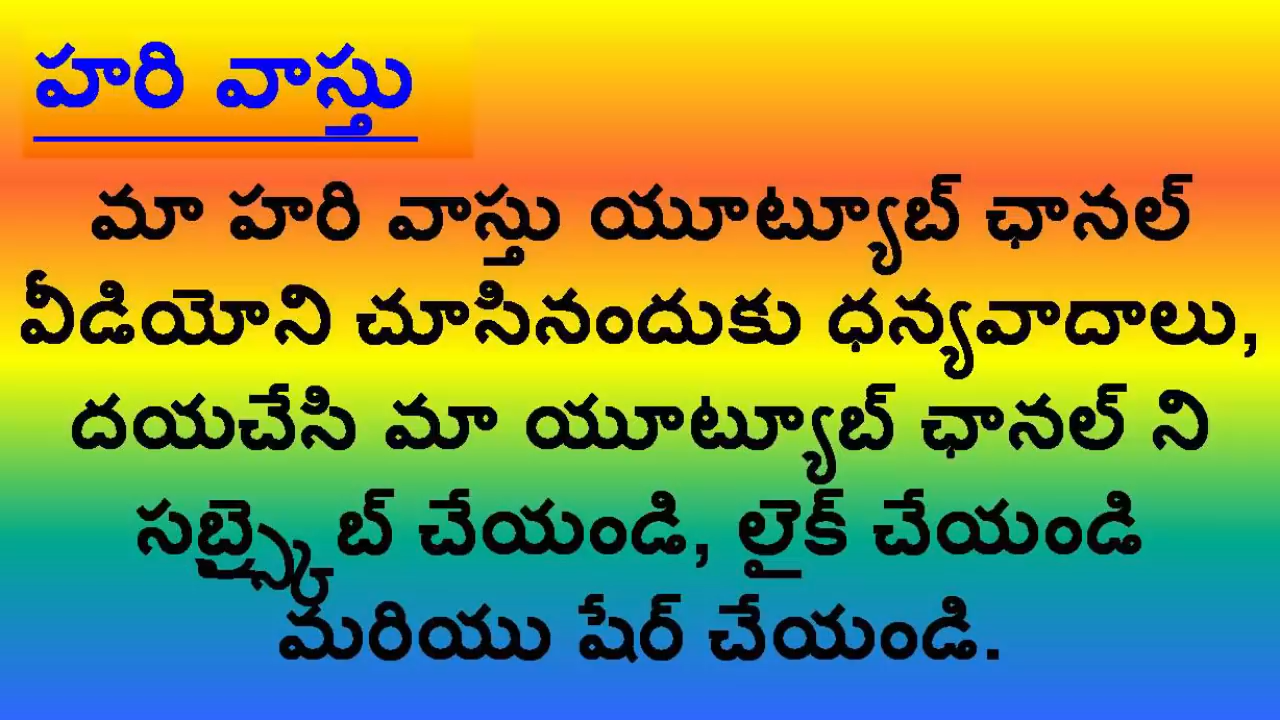 హరి వాస్తు
మా హరి వాస్తు యూట్యూబ్ ఛానల్
వీడియోని చూసినందుకు ధన్యవాదాలు,
దయచేసి మా యూట్యూబ్ ఛానల్ ని
సబ్స్క్రైబ్ చేయండి, లైక్ చేయండి
మరియు షేర్ చేయండి.